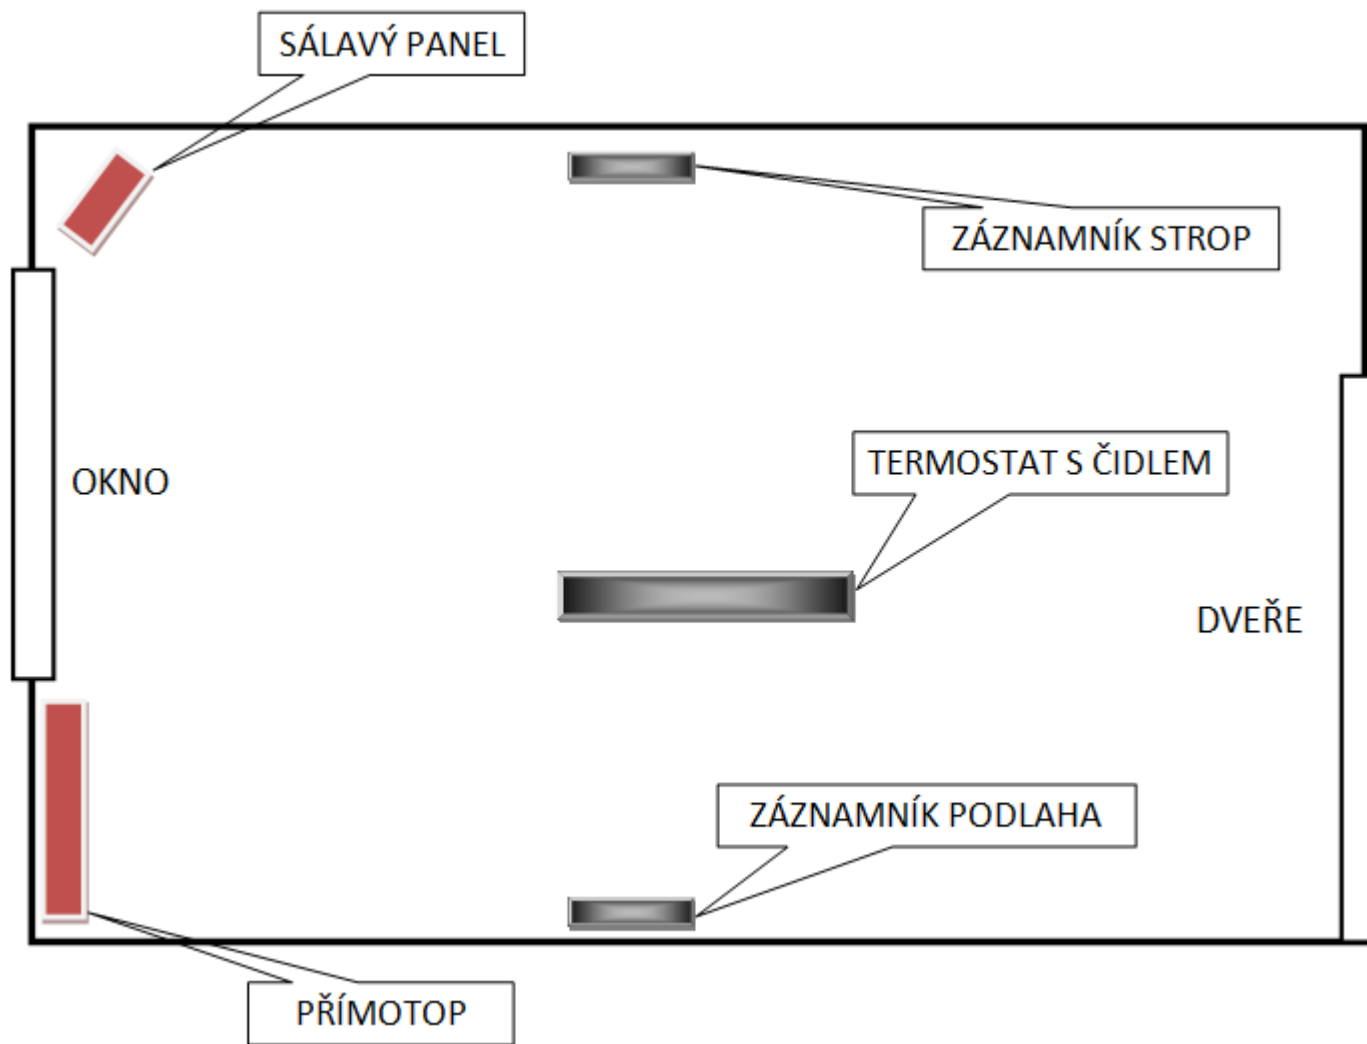 SÁLAVÝ PANEL
ZÁZNAMNÍK STROP
TERMOSTAT S ČIDLEM
OKNO
DVEŘE
ZÁZNAMNÍK PODLAHA
PŘÍMOTOP